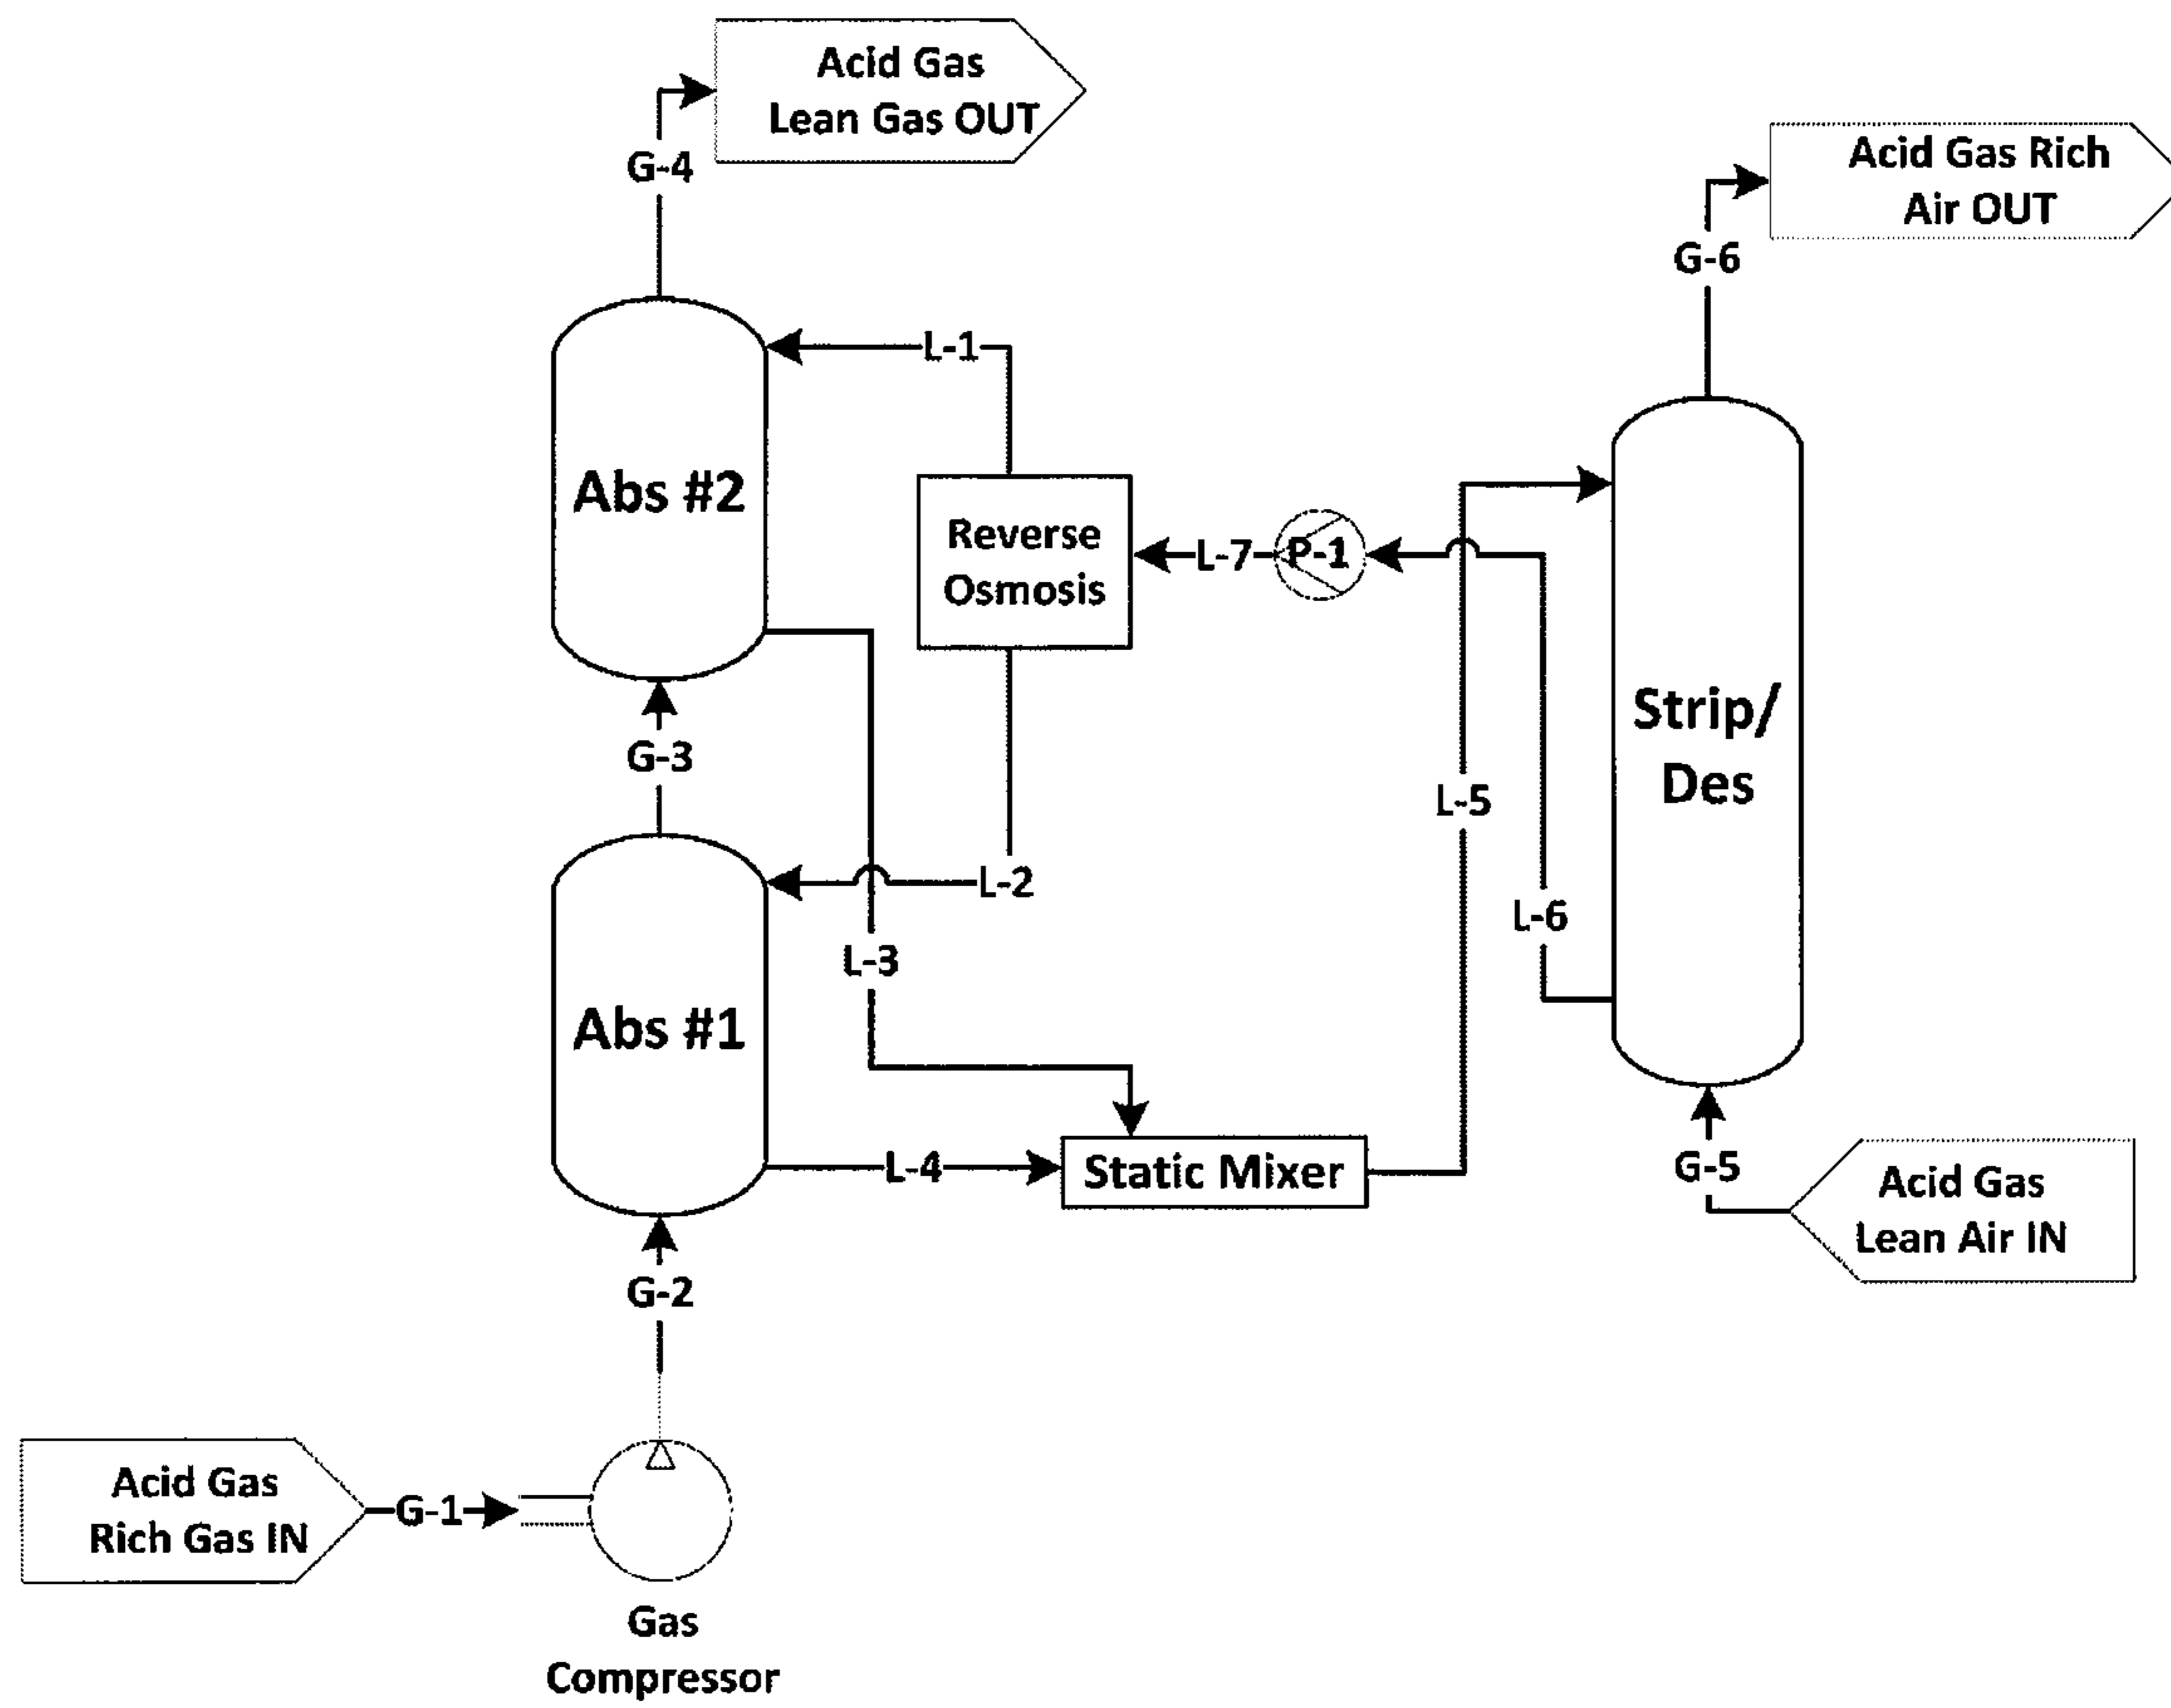 Acid Gas
Lean Gas OUT
G-4
Acid Gas Rich
Air OUT
G-6
L-1
Abs #2
Reverse
Osmosis
L-7
P-1
Strip/
Des
G-3
L-5
L-2
L-6
L-3
Abs #1
L-4
Static Mixer
G-5
Acid Gas
Lean Air IN
G-2
Acid Gas
Rich Gas IN
G-1
Gas
Compressor